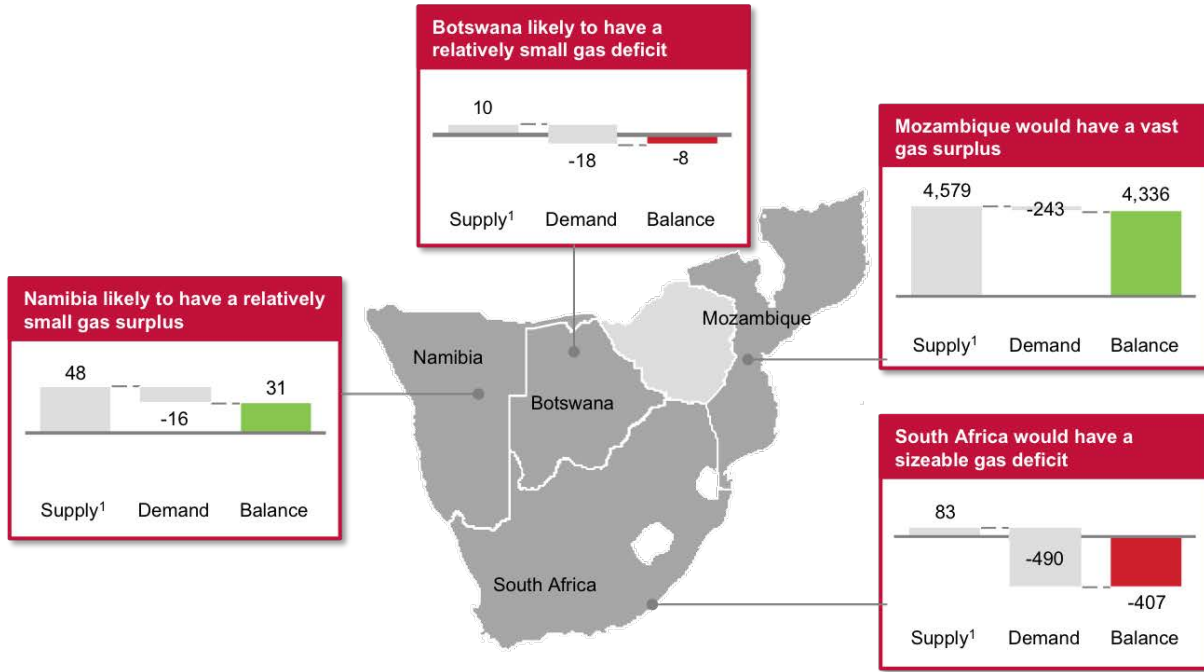 Botswana likely to have a
relatively small gas deficit
10
-18
-8
Supply¹ Demand Balance
Mozambique would have a vast
gas surplus
4,579
-243
4,336
Supply¹ Demand Balance
Namibia likely to have a relatively
small gas surplus
48
-16
31
Supply¹ Demand Balance
Namibia
Botswana
Mozambique
South Africa
South Africa would have a
sizeable gas deficit
83
-490
-407
Supply¹ Demand Balance